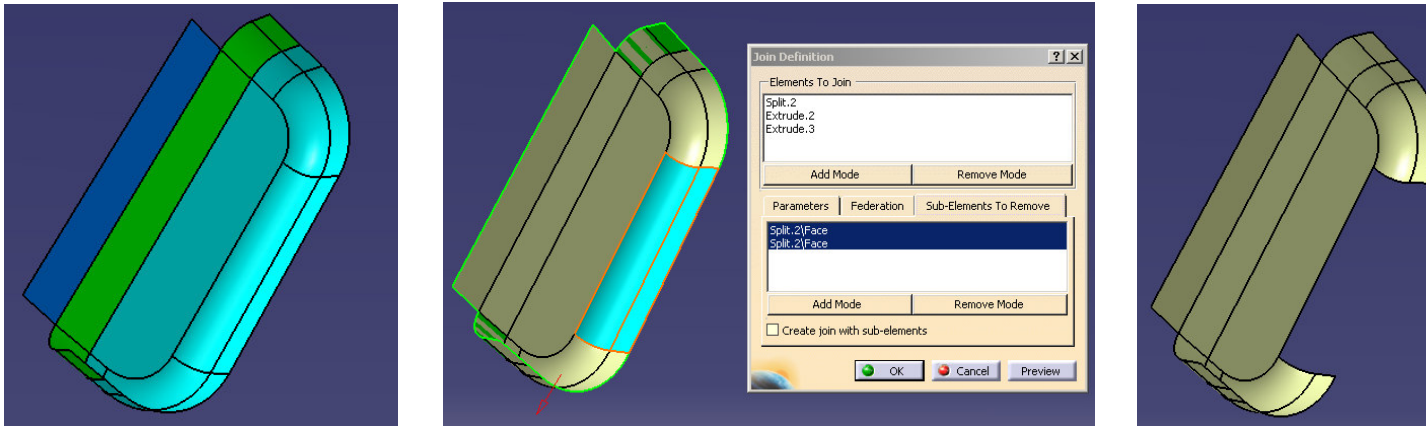 Join Definition
Elements To Join
Split.2
Extrude.2
Extrude.3
Add Mode Remove Mode
Parameters Federation Sub-Elements To Remove
Split.2\Face
Split.2\Face
Add Mode Remove Mode
Create join with sub-elements
OK Cancel Preview